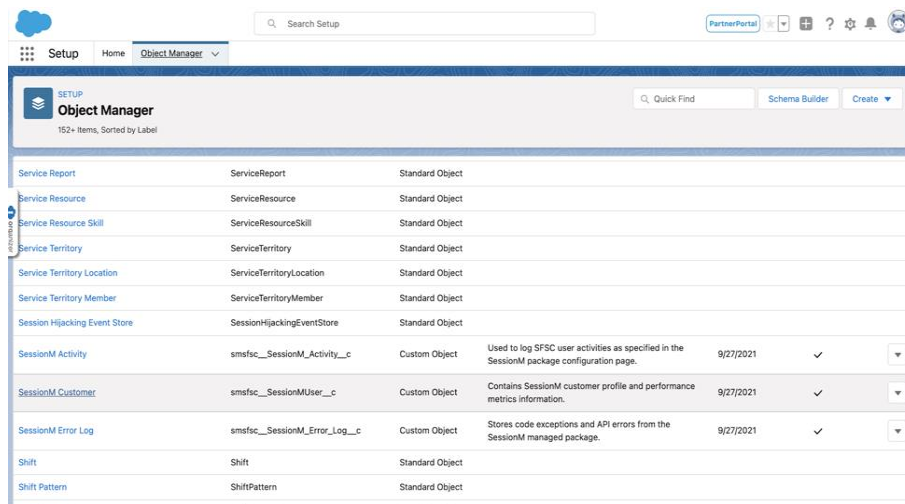 Search Setup
PartnerPortal
Setup Home Object Manager
SETUP
Object Manager
152+ Items, Sorted by Label
Quick Find
Schema Builder
Create
Service Report ServiceReport Standard Object
Service Resource ServiceResource Standard Object
Service Resource Skill ServiceResourceSkill Standard Object
Service Territory ServiceTerritory Standard Object
Service Territory Location ServiceTerritoryLocation Standard Object
Service Territory Member ServiceTerritoryMember Standard Object
Session Hijacking Event Store SessionHijackingEventStore Standard Object
SessionM Activity smsfsc__SessionM_Activity__c Custom Object Used to log SFSC user activities as specified in the 9/27/2021
SessionM package configuration page.
SessionM Customer smsfsc__SessionMUser__c Custom Object Contains SessionM customer profile and performance 9/27/2021
metrics information.
SessionM Error Log smsfsc__SessionM_Error_Log__c Custom Object Stores code exceptions and API errors from the 9/27/2021
SessionM managed package.
Shift Shift Standard Object
Shift Pattern ShiftPattern Standard Object
organizer